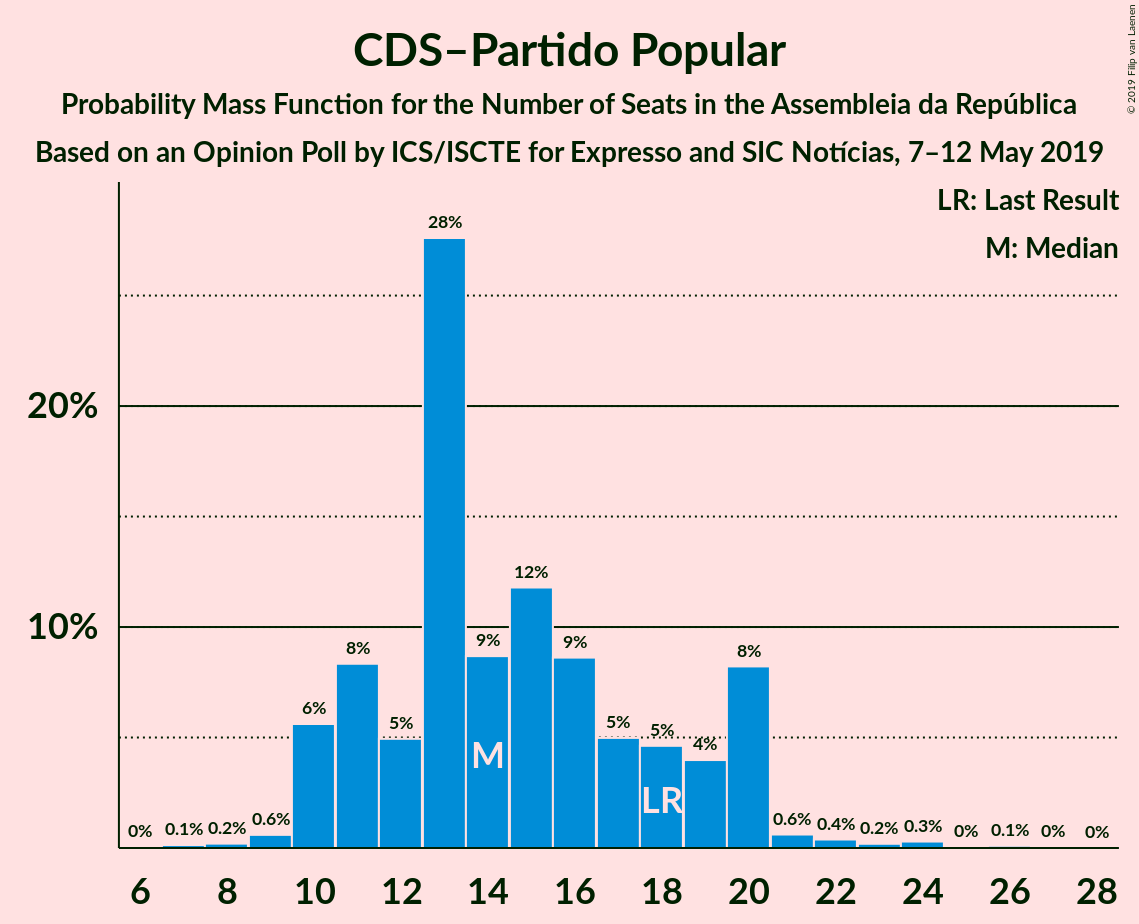 CDS–Partido Popular
Probability Mass Function for the Number of Seats in the Assembleia da República
Based on an Opinion Poll by ICS/ISCTE for Expresso and SIC Notícias, 7–12 May 2019
© 2019 Filip van Laenen
LR: Last Result
M: Median
28%
20%
12%
10%
9%
9%
8%
8%
6%
5%
5%
5%
4%
M
LR
0%
0.1%
0.2%
0.6%
0.6%
0.4%
0.2%
0.3%
0%
0.1%
0%
0%
6 8 10 12 14 16 18 20 22 24 26 28